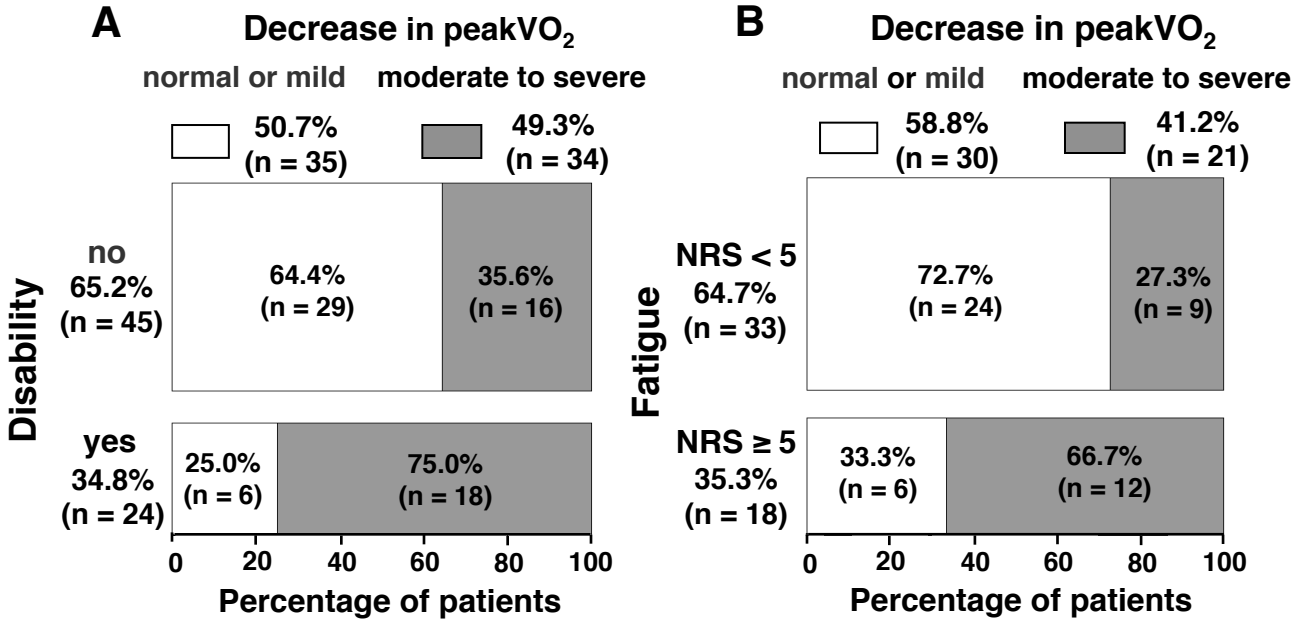 A
Decrease in peakVO₂
normal or mild
moderate to severe
50.7%
(n = 35)
49.3%
(n = 34)
Disability
no
65.2%
(n = 45)
64.4%
(n = 29)
35.6%
(n = 16)
yes
34.8%
(n = 24)
25.0%
(n = 6)
75.0%
(n = 18)
0 20 40 60 80 100
Percentage of patients
B
Decrease in peakVO₂
normal or mild
moderate to severe
58.8%
(n = 30)
41.2%
(n = 21)
Fatigue
NRS < 5
64.7%
(n = 33)
72.7%
(n = 24)
27.3%
(n = 9)
NRS ≥ 5
35.3%
(n = 18)
33.3%
(n = 6)
66.7%
(n = 12)
0 20 40 60 80 100
Percentage of patients